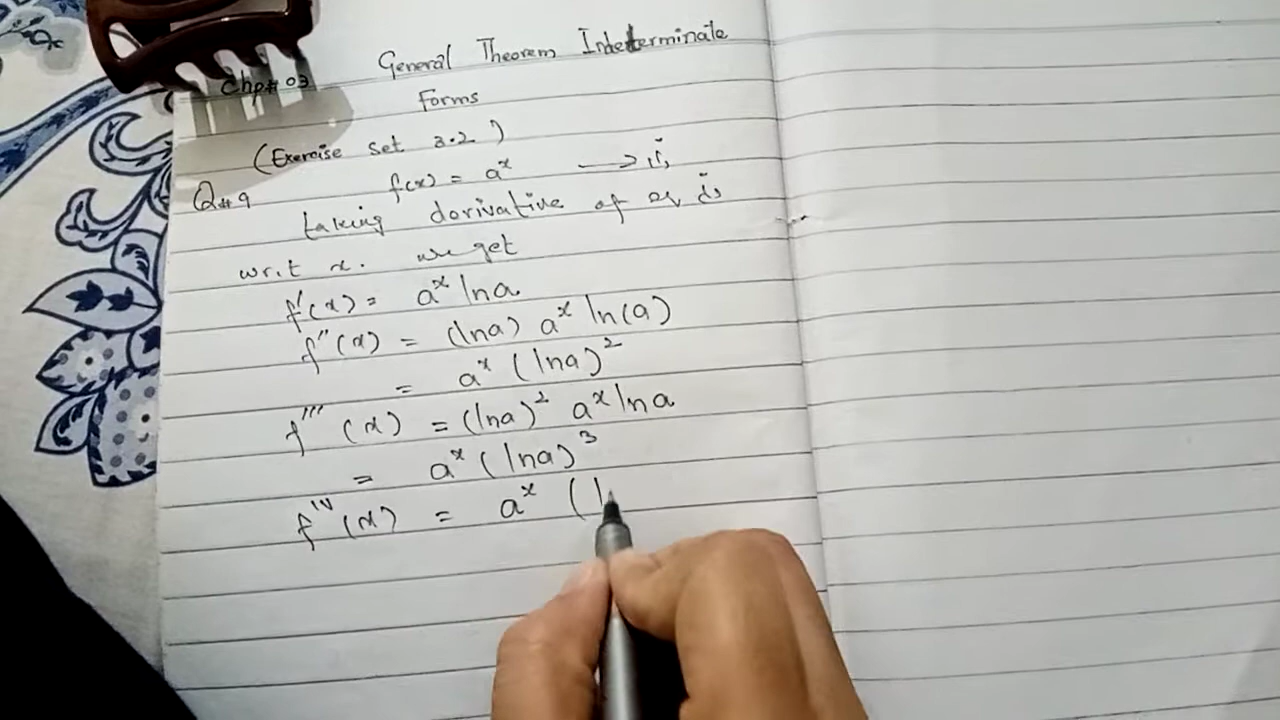 General Theorem Indeterminate
Chp# 03
Forms
(Exercise set 3.2)
Q#9 f(x) = a^x → i,
taking derivative of eq i,
w.r.t x. we get
f'(x) = a^x ln a
f''(x) = (ln a) a^x ln(a)
= a^x (ln a)^2
f'''(x) = (ln a)^2 a^x ln a
= a^x (ln a)^3
f^IV (x) = a^x (l